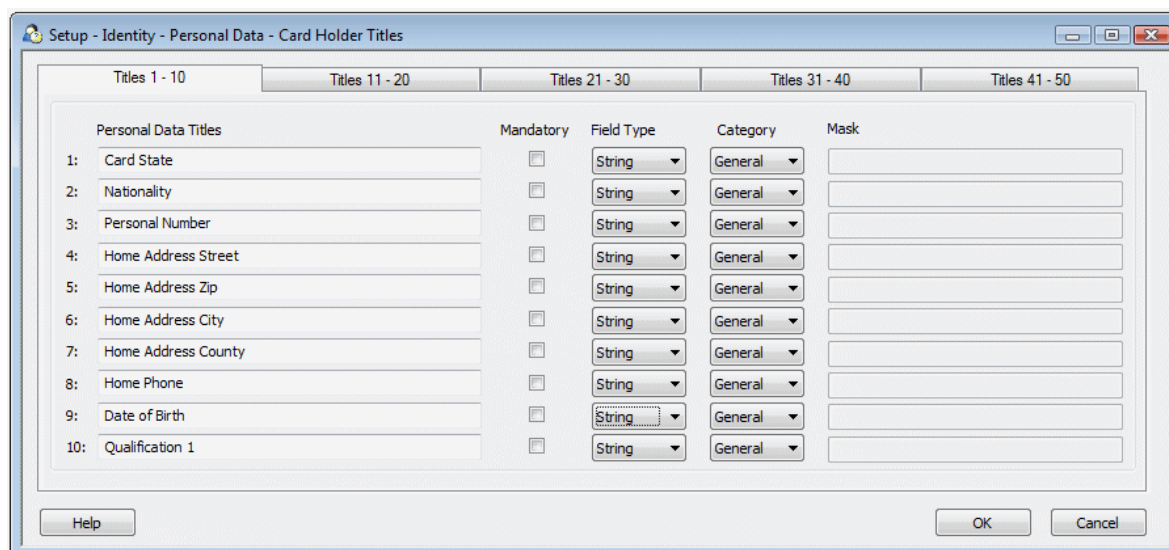 Setup - Identity - Personal Data - Card Holder Titles
Titles 1 - 10 Titles 11 - 20 Titles 21 - 30 Titles 31 - 40 Titles 41 - 50
Personal Data Titles Mandatory Field Type Category Mask
1: Card State String General
2: Nationality String General
3: Personal Number String General
4: Home Address Street String General
5: Home Address Zip String General
6: Home Address City String General
7: Home Address County String General
8: Home Phone String General
9: Date of Birth String General
10: Qualification 1 String General
Help OK Cancel